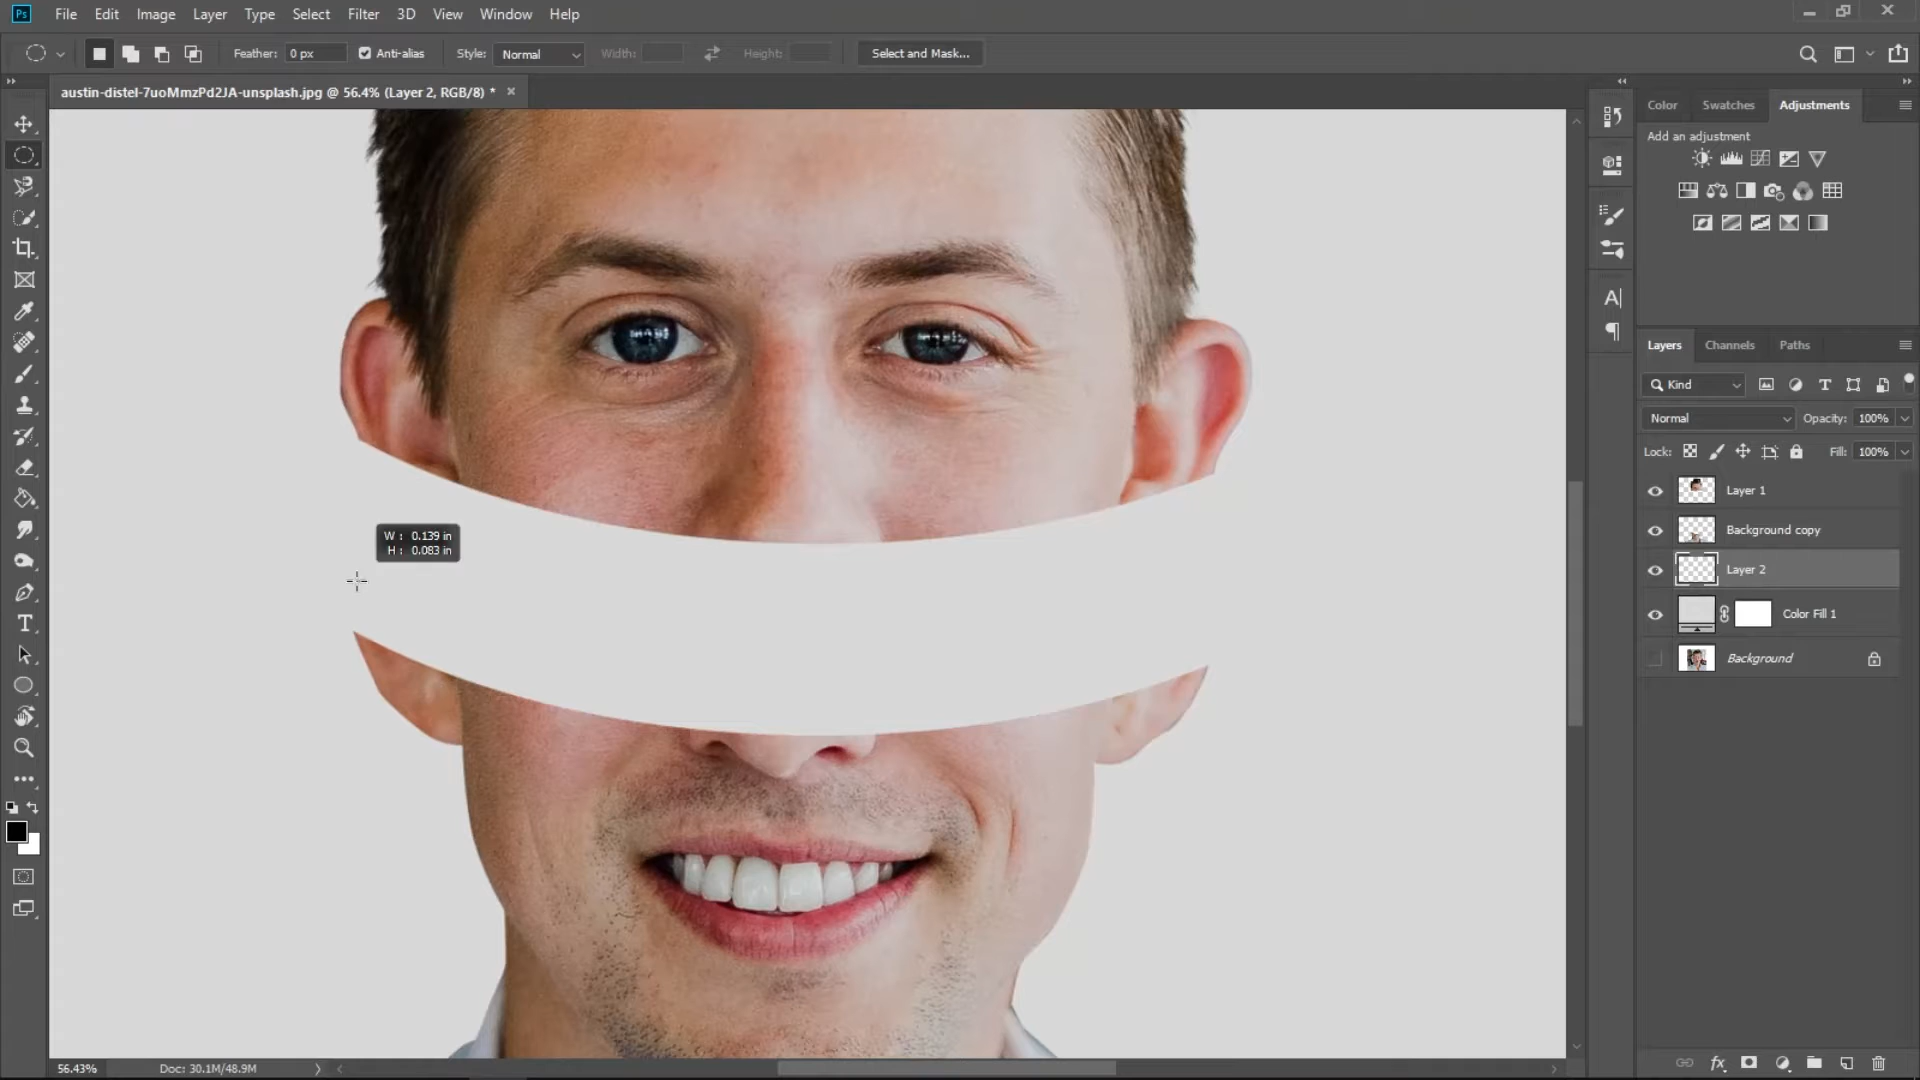 Ps File Edit Image Layer Type Select Filter 3D View Window Help
Feather: 0 px Anti-alias Style: Normal Width: Height: Select and Mask...
austin-distel-7uoMmzPd2JA-unsplash.jpg @ 56.4% (Layer 2, RGB/8) *
Color Swatches Adjustments
Add an adjustment
Layers Channels Paths
Kind
Normal Opacity: 100%
Lock: Fill: 100%
Layer 1
Background copy
Layer 2
Color Fill 1
Background
W : 0.139 in
H : 0.083 in
56.43% Doc: 30.1M/48.9M